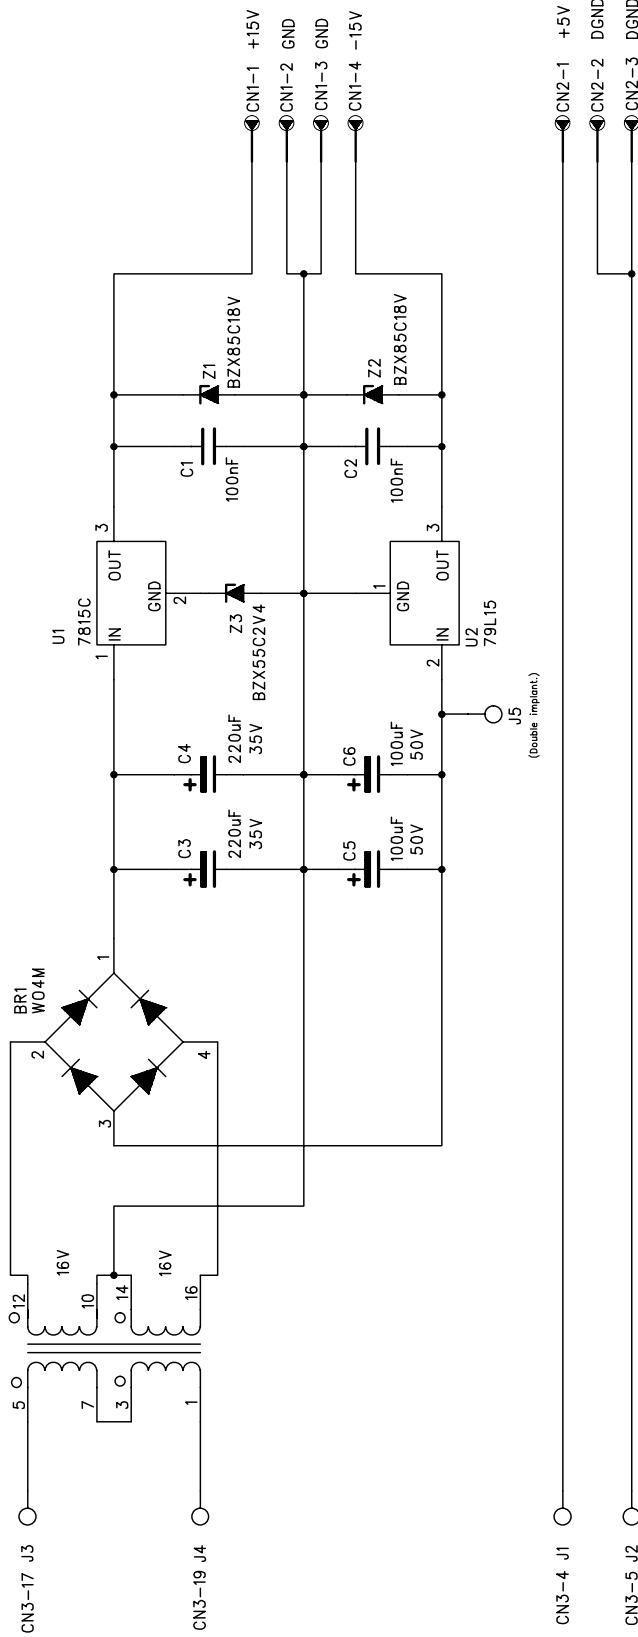 CN3-17 J3
CN3-19 J4
CN3-4 J1
CN3-5 J2
5
7
3
1
12
10
14
16
16V
16V
BR1
W04M
2
1
3
4
C3
220uF
35V
C4
220uF
35V
C5
100uF
50V
C6
100uF
50V
J5
(Double implant.)
U1
7815C
1
IN
OUT
3
GND
2
Z3
BZX55C2V4
1
GND
2
IN
OUT
3
U2
79L15
C1
100nF
C2
100nF
Z1
BZX85C18V
Z2
BZX85C18V
CN1-1 +15V
CN1-2 GND
CN1-3 GND
CN1-4 -15V
CN2-1 +5V
CN2-2 DGND
CN2-3 DGND